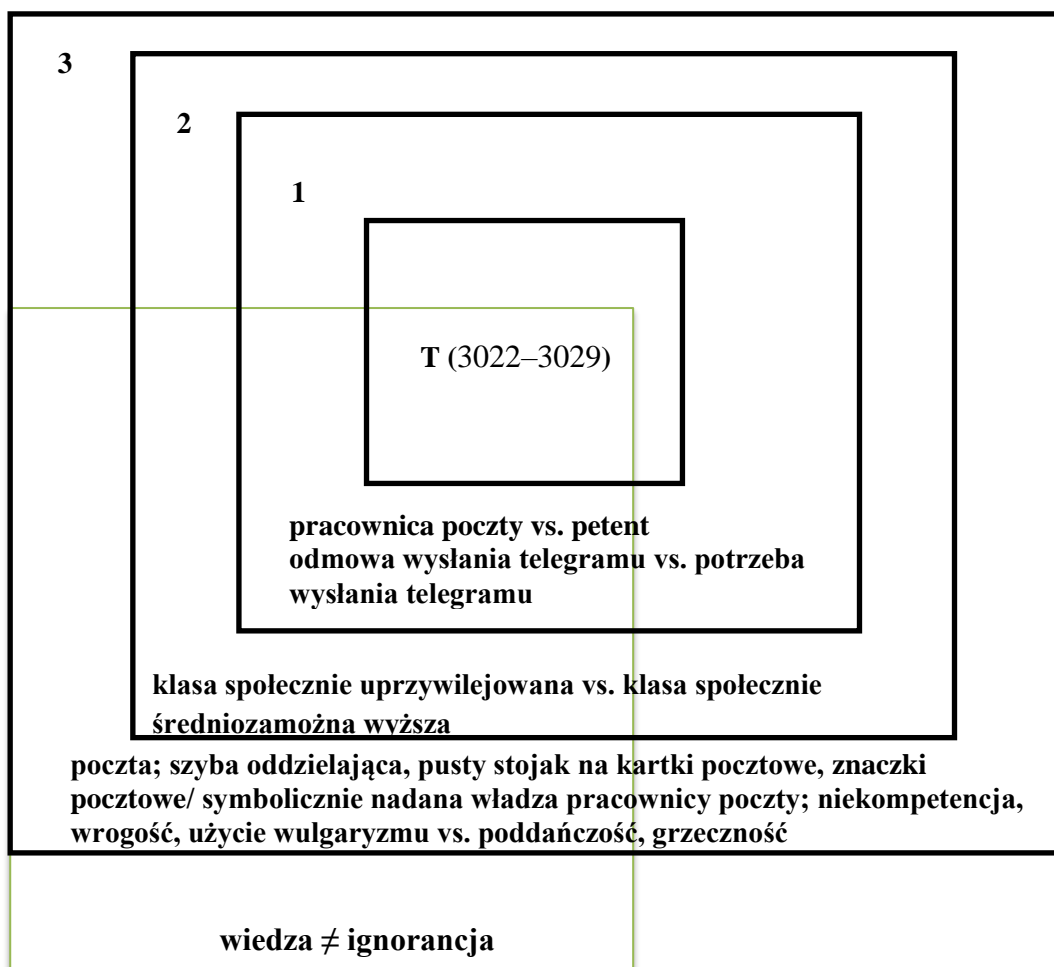 3
2
1
T (3022–3029)
pracownica poczty vs. petent
odmowa wysłania telegramu vs. potrzeba
wysłania telegramu
klasa społecznie uprzywilejowana vs. klasa społecznie
średniozamożna wyższa
poczta; szyba oddzielająca, pusty stojak na kartki pocztowe, znaczki
pocztowe/ symbolicznie nadana władza pracownicy poczty; niekompetencja,
wrogość, użycie wulgaryzmu vs. poddańczość, grzeczność
wiedza ≠ ignorancja